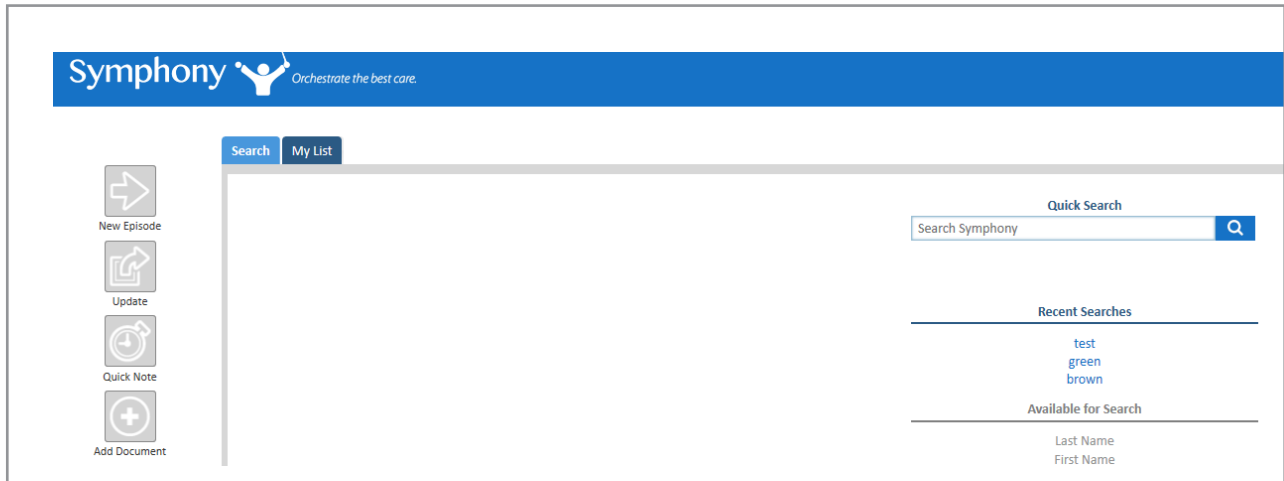 Symphony Orchestrate the best care.
Search My List
New Episode
Update
Quick Note
Add Document
Quick Search
Search Symphony
Recent Searches
test
green
brown
Available for Search
Last Name
First Name